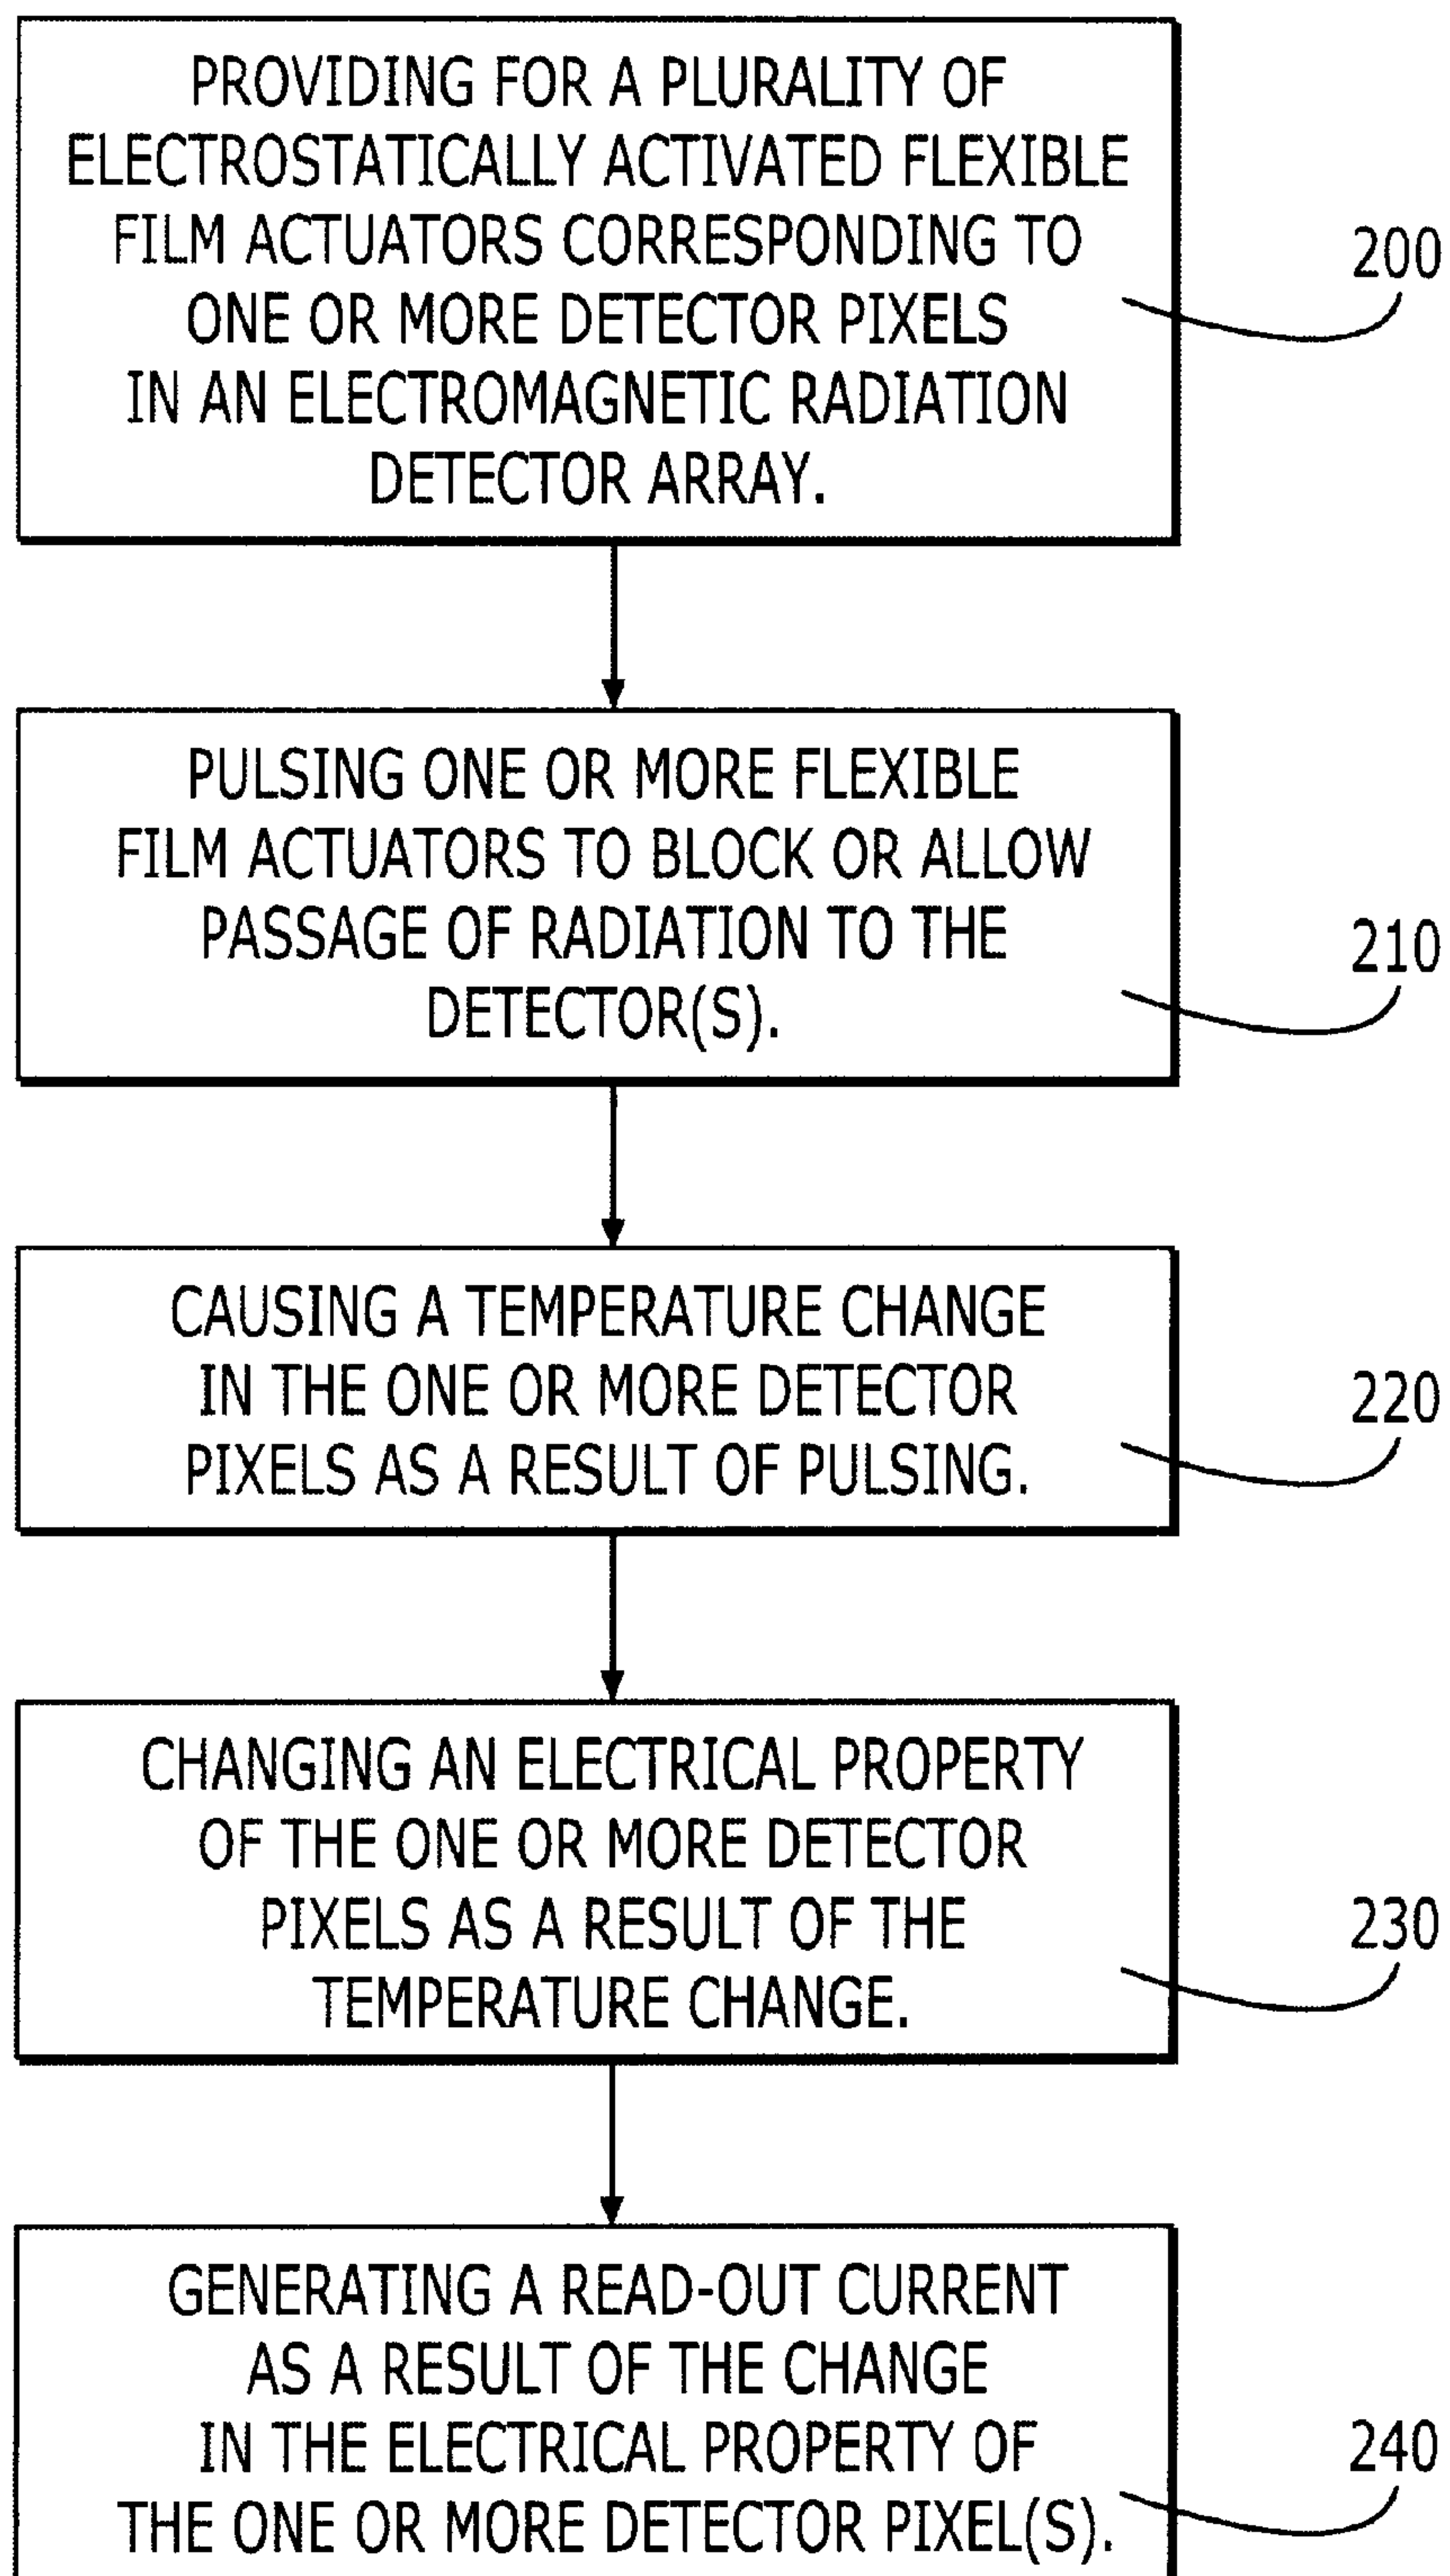 PROVIDING FOR A PLURALITY OF
ELECTROSTATICALLY ACTIVATED FLEXIBLE
FILM ACTUATORS CORRESPONDING TO
ONE OR MORE DETECTOR PIXELS
IN AN ELECTROMAGNETIC RADIATION
DETECTOR ARRAY.
200
PULSING ONE OR MORE FLEXIBLE
FILM ACTUATORS TO BLOCK OR ALLOW
PASSAGE OF RADIATION TO THE
DETECTOR(S).
210
CAUSING A TEMPERATURE CHANGE
IN THE ONE OR MORE DETECTOR
PIXELS AS A RESULT OF PULSING.
220
CHANGING AN ELECTRICAL PROPERTY
OF THE ONE OR MORE DETECTOR
PIXELS AS A RESULT OF THE
TEMPERATURE CHANGE.
230
GENERATING A READ-OUT CURRENT
AS A RESULT OF THE CHANGE
IN THE ELECTRICAL PROPERTY OF
THE ONE OR MORE DETECTOR PIXEL(S).
240